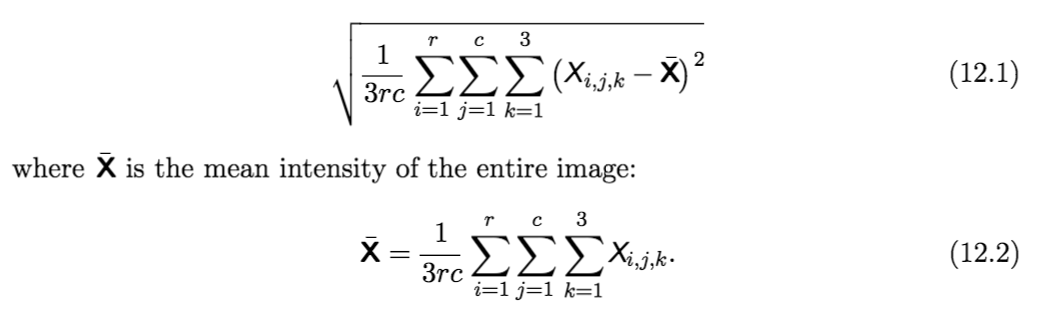 $$\sqrt{\frac{1}{3rc}\sum_{i=1}^{r}\sum_{j=1}^{c}\sum_{k=1}^{3}\left(X_{i,j,k}-\bar{\mathbf{X}}\right)^{2}}$$ (12.1)
where $\bar{\mathbf{X}}$ is the mean intensity of the entire image:
$$\bar{\mathbf{X}}=\frac{1}{3rc}\sum_{i=1}^{r}\sum_{j=1}^{c}\sum_{k=1}^{3}X_{i,j,k}.$$ (12.2)